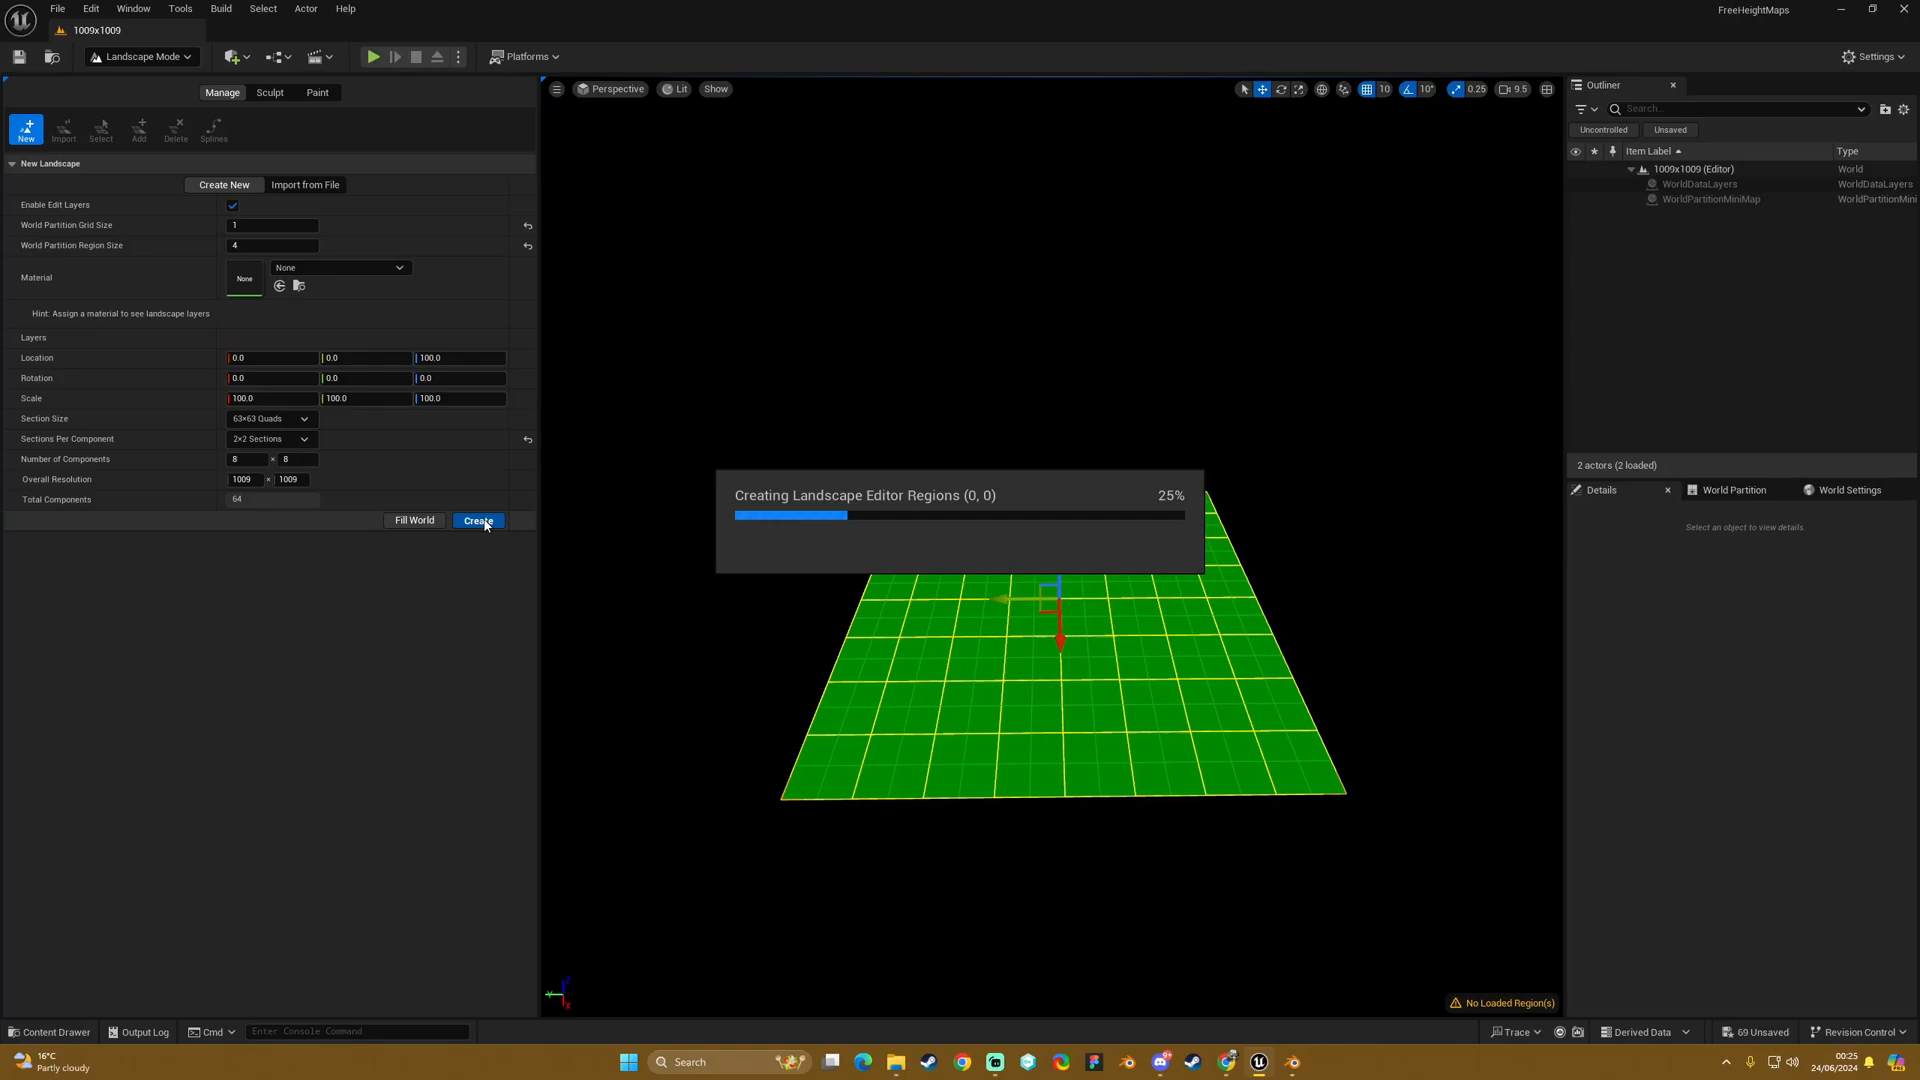 File Edit Window Tools Build Select Actor Help
FreeHeightMaps
1009x1009
Landscape Mode
Platforms
Settings
Manage Sculpt Paint
Perspective Lit Show
10 10° 0.25 9.5
Outliner
Search...
New Import Select Add Delete Splines
Uncontrolled Unsaved
Item Label Type
New Landscape
1009x1009 (Editor) World
Create New Import from File
WorldDataLayers WorldDataLayers
WorldPartitionMiniMap WorldPartitionMini
Enable Edit Layers
World Partition Grid Size 1
World Partition Region Size 4
Material None None
Hint: Assign a material to see landscape layers
Layers
Location 0.0 0.0 100.0
Rotation 0.0 0.0 0.0
Scale 100.0 100.0 100.0
Section Size 63×63 Quads
Sections Per Component 2×2 Sections
Number of Components 8 × 8
Overall Resolution 1009 × 1009
Total Components 64
Fill World Create
Creating Landscape Editor Regions (0, 0) 25%
2 actors (2 loaded)
Details World Partition World Settings
Select an object to view details.
No Loaded Region(s)
Content Drawer Output Log Cmd Enter Console Command
Trace Derived Data 69 Unsaved Revision Control
16°C
Partly cloudy
Search
00:25
24/06/2024